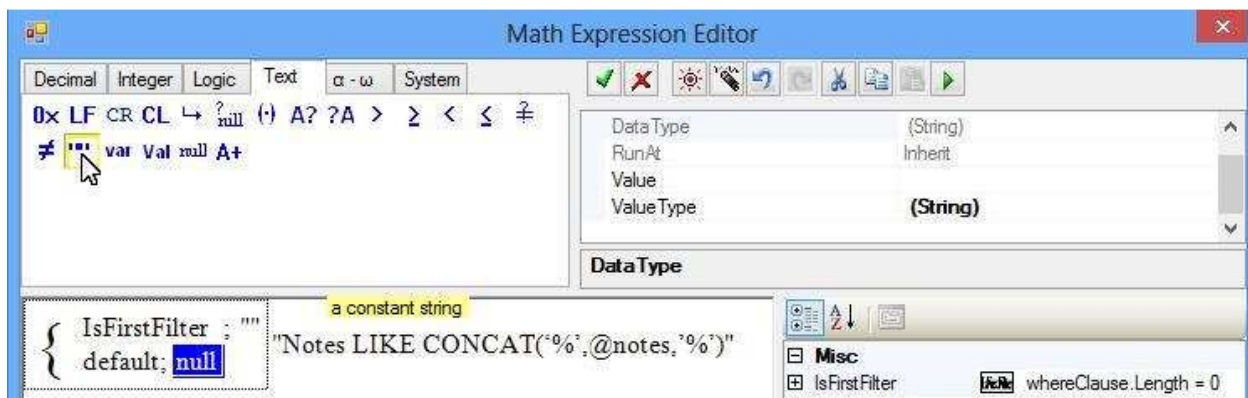 Math Expression Editor
Decimal Integer Logic Text α - ω System
0x LF CR CL ↵ ?null (·) A? ?A > ≥ < ≤ ≟
≠ "" var Val null A+
DataType (String)
RunAt Inherit
Value
ValueType (String)
DataType
a constant string
{ IsFirstFilter ; ""
default; null
"Notes LIKE CONCAT(‘%’,@notes,’%’)"
Misc
IsFirstFilter whereClause.Length = 0